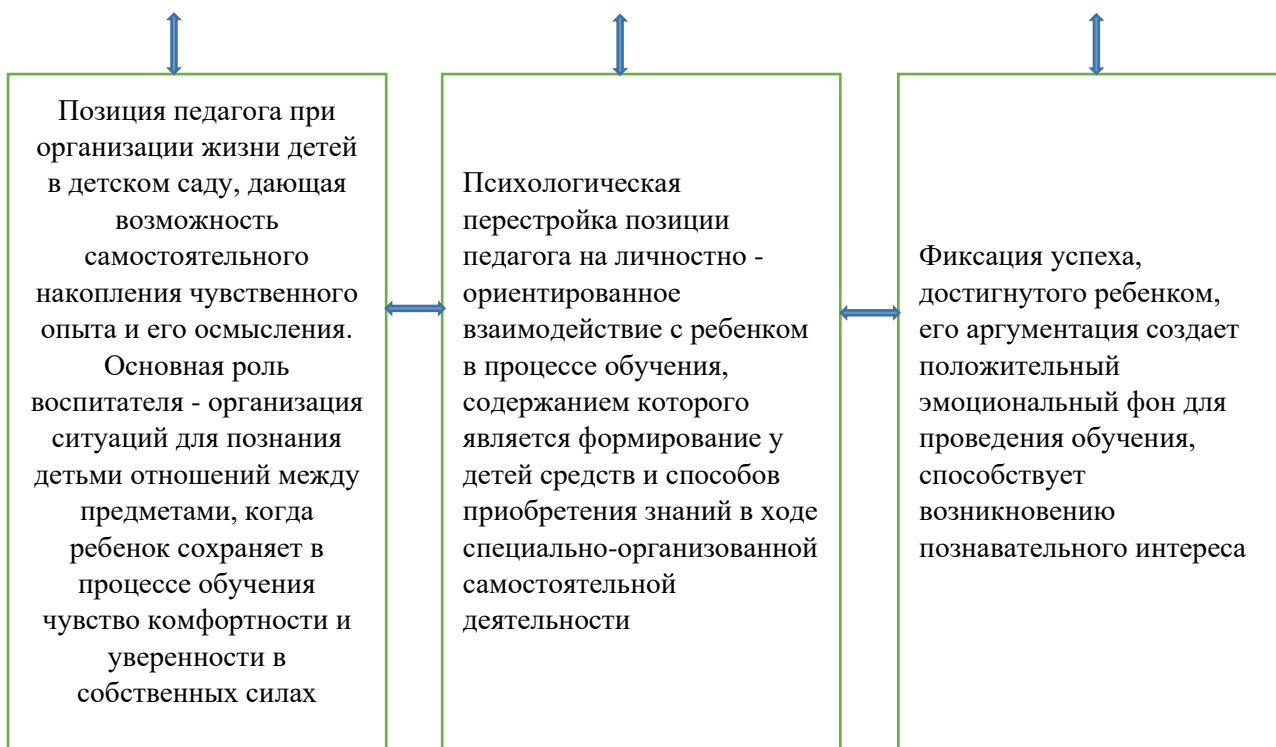 Позиция педагога при
организации жизни детей
в детском саду, дающая
возможность
самостоятельного
накопления чувственного
опыта и его осмысления.
Основная роль
воспитателя - организация
ситуаций для познания
детьми отношений между
предметами, когда
ребенок сохраняет в
процессе обучения
чувство комфортности и
уверенности в
собственных силах
Психологическая
перестройка позиции
педагога на личностно -
ориентированное
взаимодействие с ребенком
в процессе обучения,
содержанием которого
является формирование у
детей средств и способов
приобретения знаний в ходе
специально-организованной
самостоятельной
деятельности
Фиксация успеха,
достигнутого ребенком,
его аргументация создает
положительный
эмоциональный фон для
проведения обучения,
способствует
возникновению
познавательного интереса